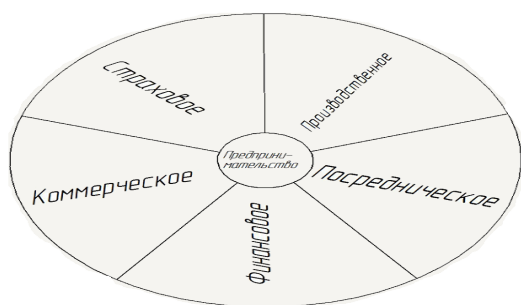 Страховое
Производственное
Предприни-
мательство
Коммерческое
Посредническое
Финансовое